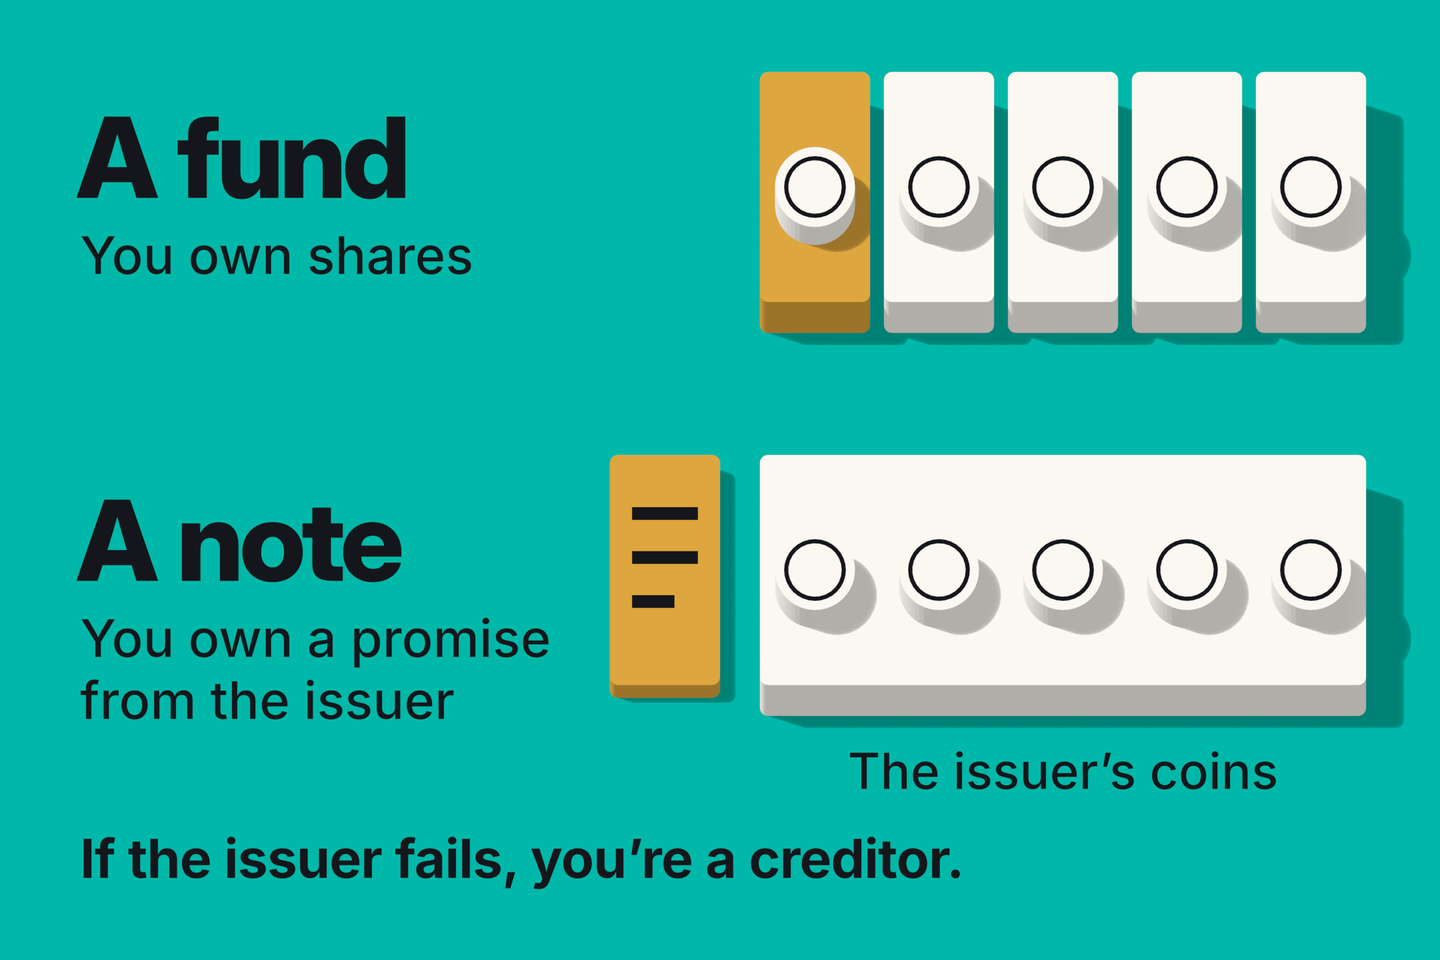 A fund
You own shares
A note
You own a promise
from the issuer
The issuer’s coins
If the issuer fails, you’re a creditor.